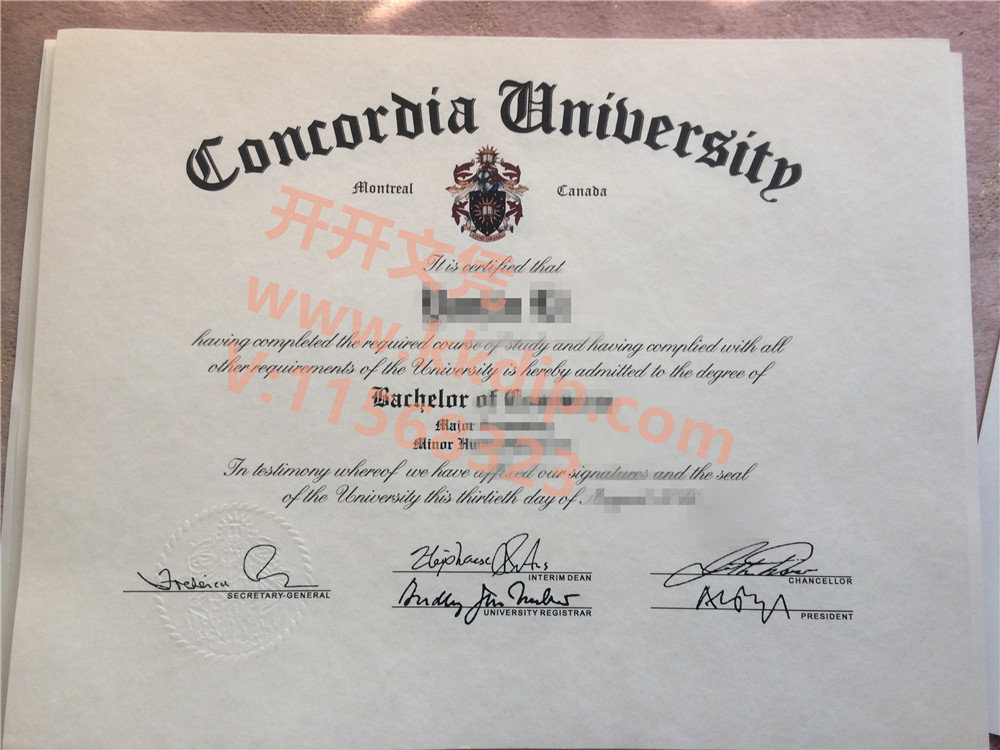 Concordia University
Montreal Canada
开开文凭
It is certified that
www.kkdip.com
having completed the required course of study and having complied with all
other requirements of the University is hereby admitted to the degree of
V:11568323
Bachelor of
Major
Minor
In testimony whereof we have affixed our signatures and the seal
of the University this thirtieth day of
SECRETARY-GENERAL
INTERIM DEAN
CHANCELLOR
UNIVERSITY REGISTRAR
PRESIDENT